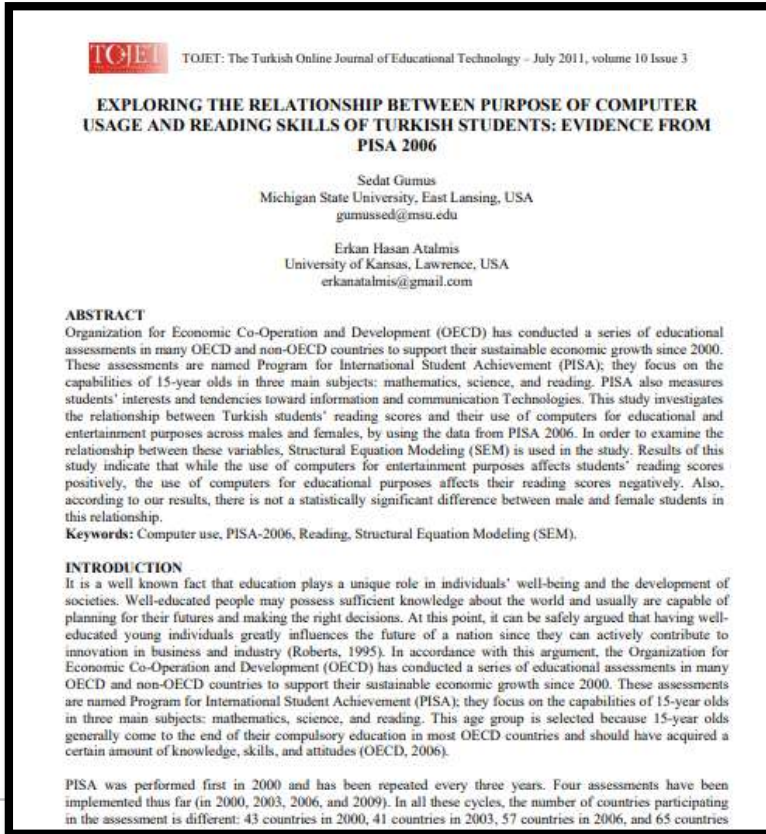 TOJET
TOJET: The Turkish Online Journal of Educational Technology – July 2011, volume 10 Issue 3
EXPLORING THE RELATIONSHIP BETWEEN PURPOSE OF COMPUTER
USAGE AND READING SKILLS OF TURKISH STUDENTS: EVIDENCE FROM
PISA 2006
Sedat Gumus
Michigan State University, East Lansing, USA
gumussed@msu.edu
Erkan Hasan Atalmis
University of Kansas, Lawrence, USA
erkanatalmis@gmail.com
ABSTRACT
Organization for Economic Co-Operation and Development (OECD) has conducted a series of educational
assessments in many OECD and non-OECD countries to support their sustainable economic growth since 2000.
These assessments are named Program for International Student Achievement (PISA); they focus on the
capabilities of 15-year olds in three main subjects: mathematics, science, and reading. PISA also measures
students' interests and tendencies toward information and communication Technologies. This study investigates
the relationship between Turkish students' reading scores and their use of computers for educational and
entertainment purposes across males and females, by using the data from PISA 2006. In order to examine the
relationship between these variables, Structural Equation Modeling (SEM) is used in the study. Results of this
study indicate that while the use of computers for entertainment purposes affects students' reading scores
positively, the use of computers for educational purposes affects their reading scores negatively. Also,
according to our results, there is not a statistically significant difference between male and female students in
this relationship.
Keywords: Computer use, PISA-2006, Reading, Structural Equation Modeling (SEM).
INTRODUCTION
It is a well known fact that education plays a unique role in individuals' well-being and the development of
societies. Well-educated people may possess sufficient knowledge about the world and usually are capable of
planning for their futures and making the right decisions. At this point, it can be safely argued that having well-
educated young individuals greatly influences the future of a nation since they can actively contribute to
innovation in business and industry (Roberts, 1995). In accordance with this argument, the Organization for
Economic Co-Operation and Development (OECD) has conducted a series of educational assessments in many
OECD and non-OECD countries to support their sustainable economic growth since 2000. These assessments
are named Program for International Student Achievement (PISA); they focus on the capabilities of 15-year olds
in three main subjects: mathematics, science, and reading. This age group is selected because 15-year olds
generally come to the end of their compulsory education in most OECD countries and should have acquired a
certain amount of knowledge, skills, and attitudes (OECD, 2006).
PISA was performed first in 2000 and has been repeated every three years. Four assessments have been
implemented thus far (in 2000, 2003, 2006, and 2009). In all these cycles, the number of countries participating
in the assessment is different: 43 countries in 2000, 41 countries in 2003, 57 countries in 2006, and 65 countries